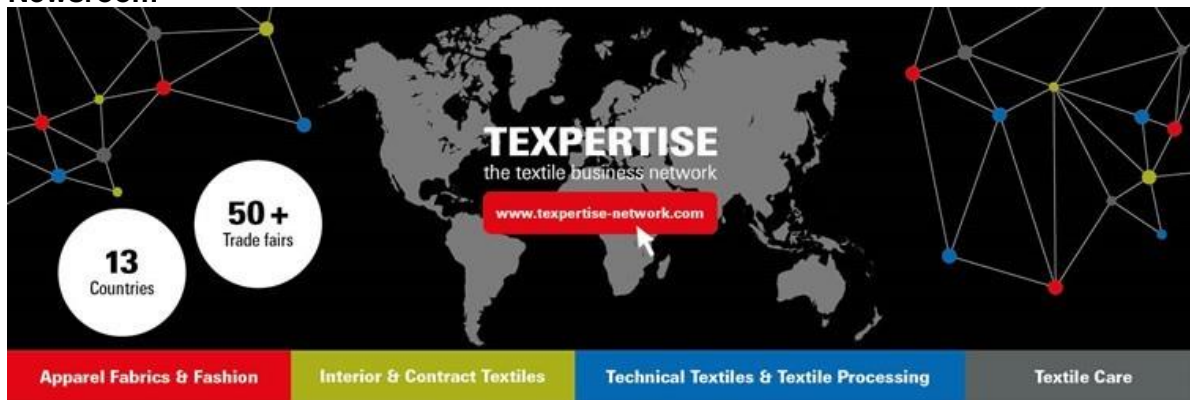 TEXPERTISE
the textile business network
www.texpertise-network.com
50 +
Trade fairs
13
Countries
Apparel Fabrics & Fashion
Interior & Contract Textiles
Technical Textiles & Textile Processing
Textile Care